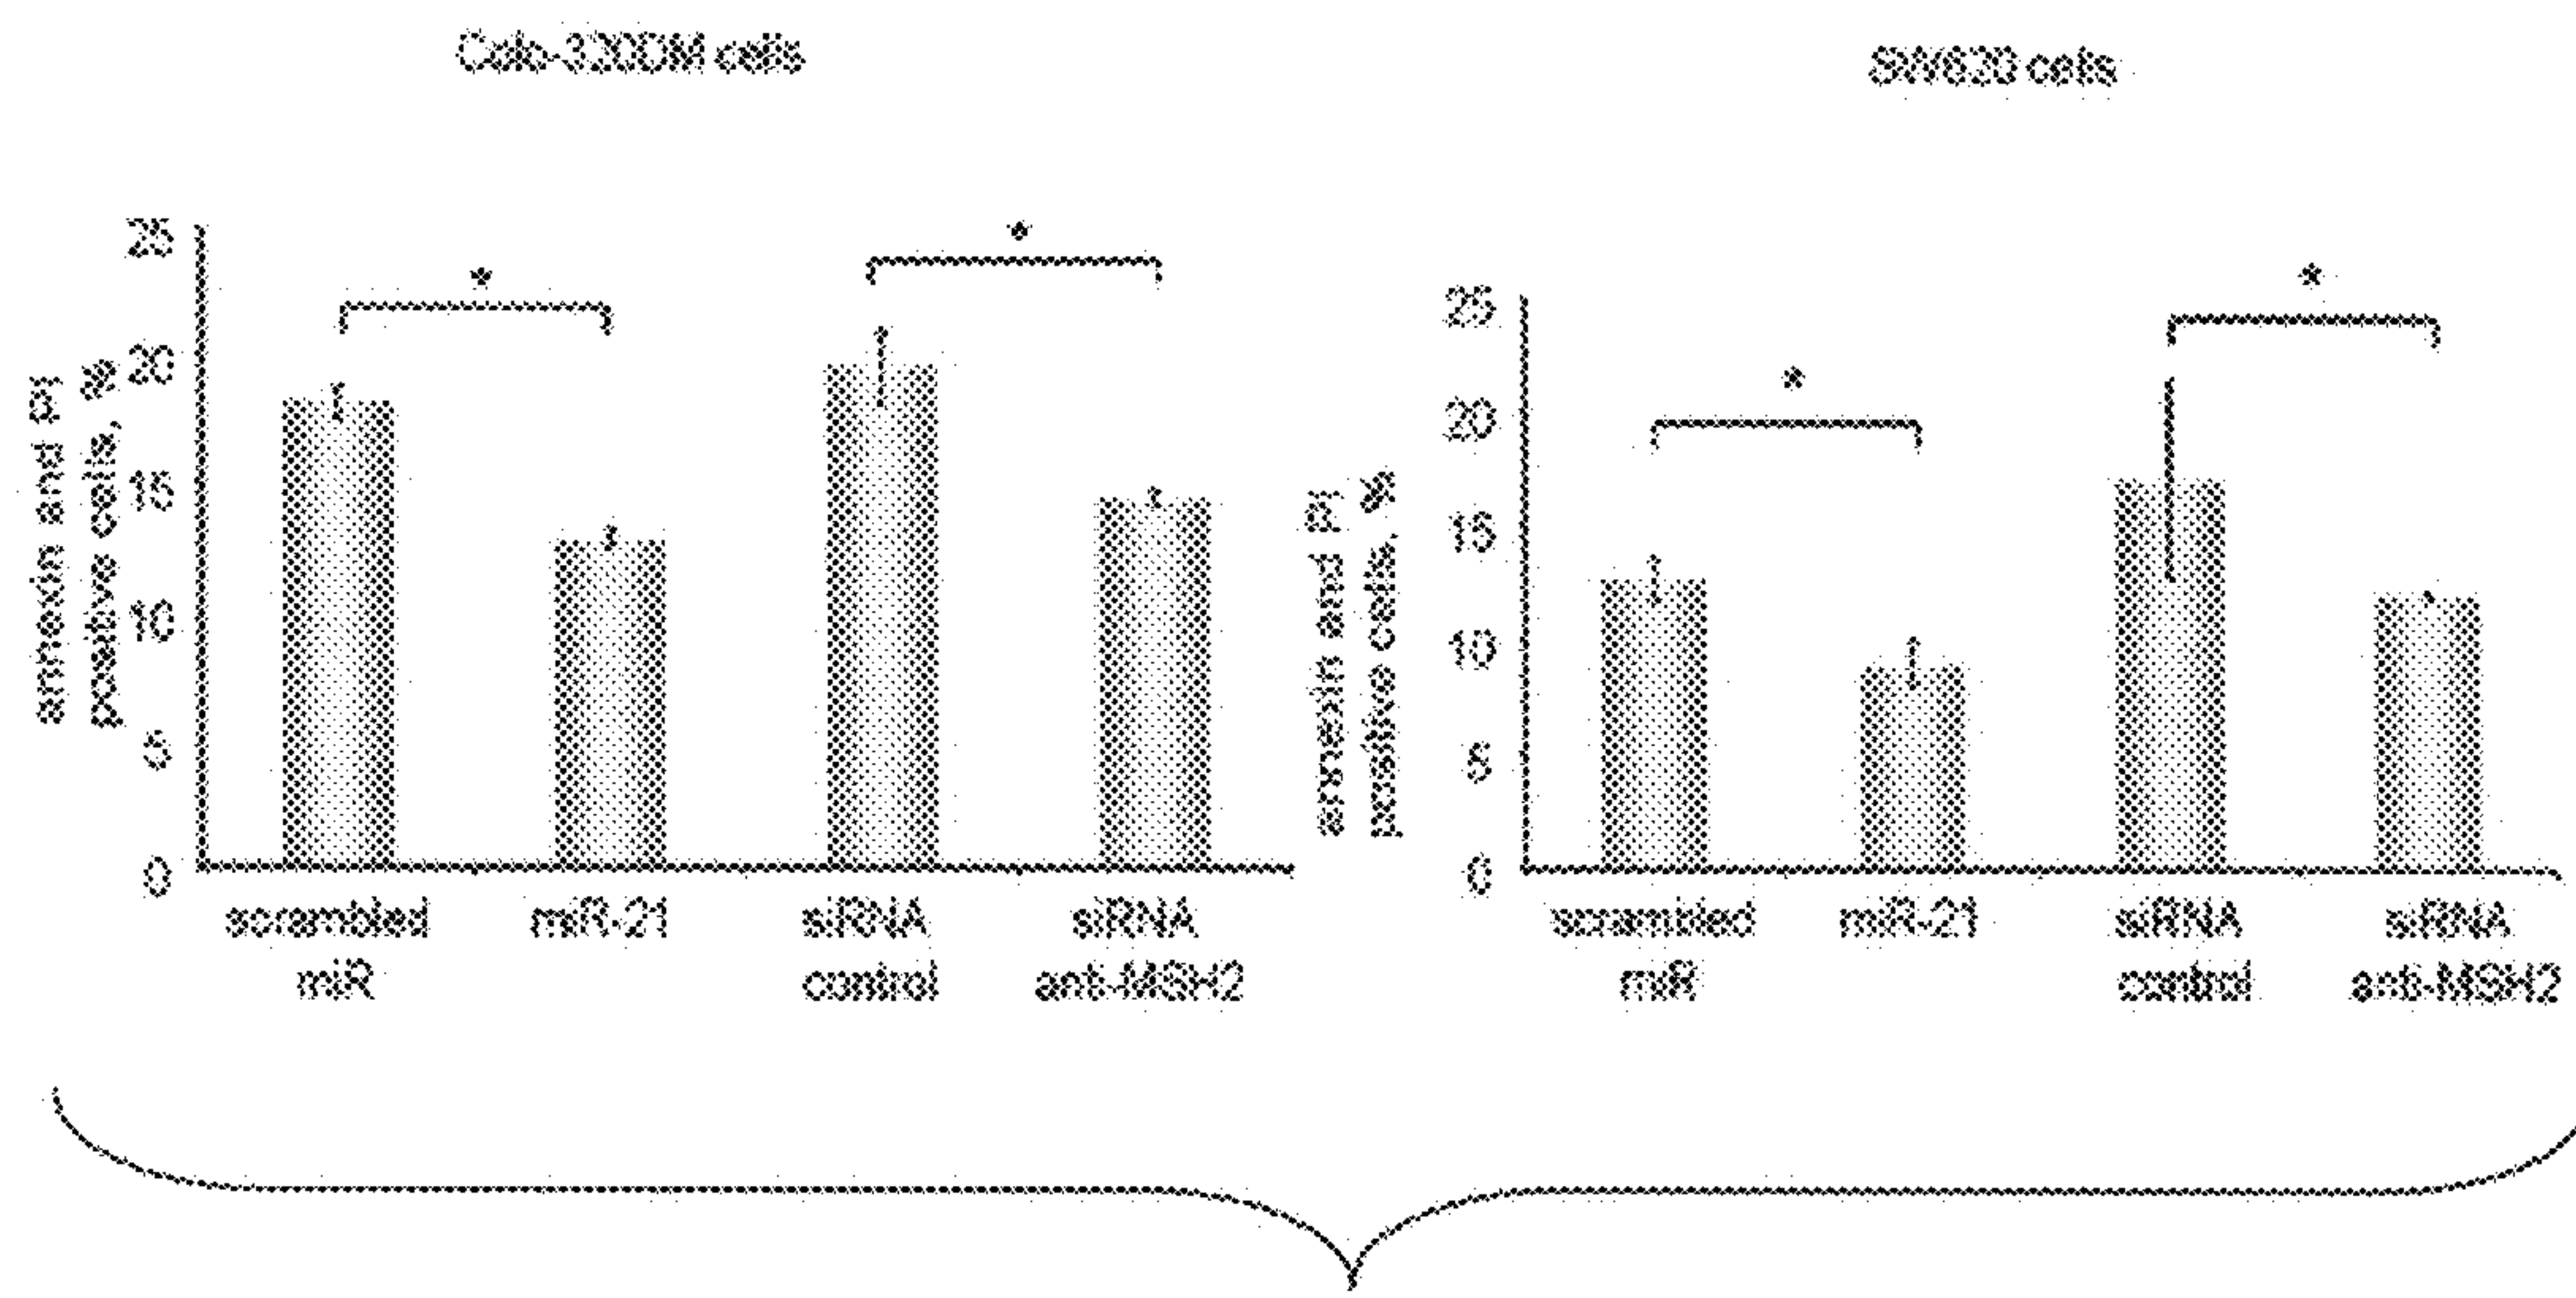 Colo-320DM cells
SW620 cells
annexin and PI
positive cells, %
25
20
15
10
5
0
*
*
scrambled
miR
miR-21
siRNA
control
siRNA
anti-MSH2
annexin and PI
positive cells, %
25
20
15
10
5
0
*
*
scrambled
miR
miR-21
siRNA
control
siRNA
anti-MSH2